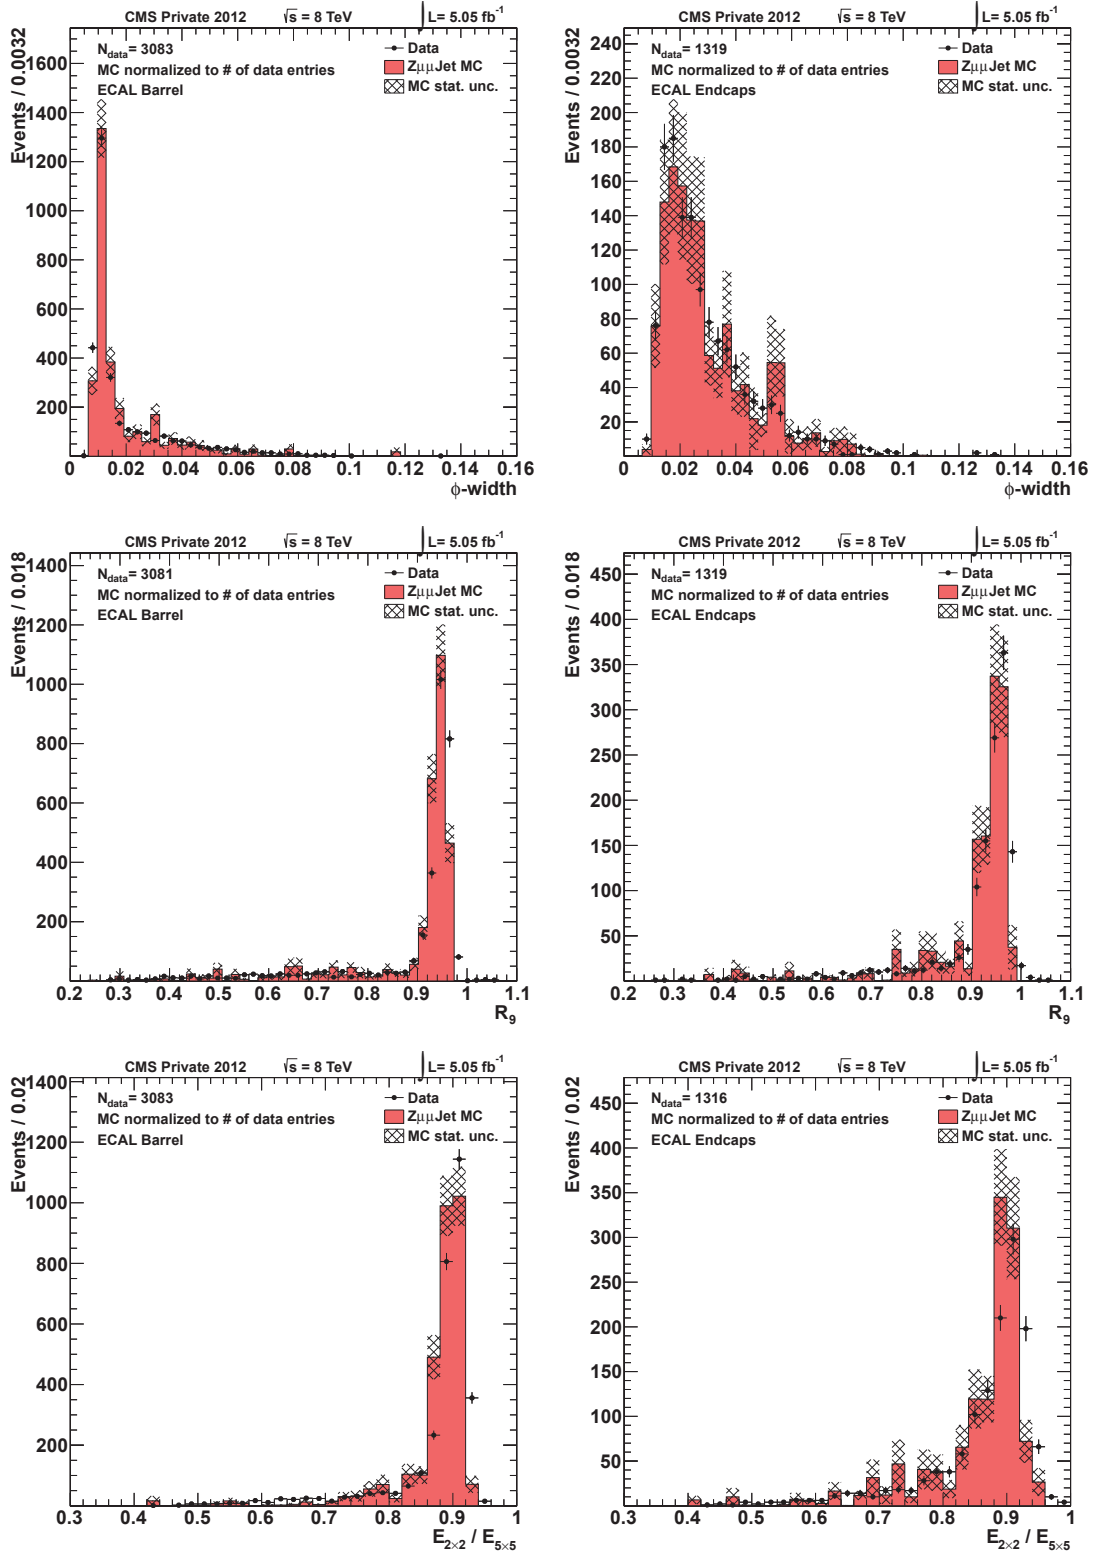 CMS Private 2012 √s = 8 TeV ∫ L= 5.05 fb⁻¹
N_data = 3083
MC normalized to # of data entries
ECAL Barrel
Data
ZμμJet MC
MC stat. unc.
Events / 0.0032
1600
1400
1200
1000
800
600
400
200
0 0.02 0.04 0.06 0.08 0.1 0.12 0.14 0.16
ϕ-width
CMS Private 2012 √s = 8 TeV ∫ L= 5.05 fb⁻¹
N_data = 1319
MC normalized to # of data entries
ECAL Endcaps
Data
ZμμJet MC
MC stat. unc.
Events / 0.0032
240
220
200
180
160
140
120
100
80
60
40
20
0 0.02 0.04 0.06 0.08 0.1 0.12 0.14 0.16
ϕ-width
CMS Private 2012 √s = 8 TeV ∫ L= 5.05 fb⁻¹
N_data = 3081
MC normalized to # of data entries
ECAL Barrel
Data
ZμμJet MC
MC stat. unc.
Events / 0.018
1400
1200
1000
800
600
400
200
0.2 0.3 0.4 0.5 0.6 0.7 0.8 0.9 1 1.1
R₉
CMS Private 2012 √s = 8 TeV ∫ L= 5.05 fb⁻¹
N_data = 1319
MC normalized to # of data entries
ECAL Endcaps
Data
ZμμJet MC
MC stat. unc.
Events / 0.018
450
400
350
300
250
200
150
100
50
0.2 0.3 0.4 0.5 0.6 0.7 0.8 0.9 1 1.1
R₉
CMS Private 2012 √s = 8 TeV ∫ L= 5.05 fb⁻¹
N_data = 3083
MC normalized to # of data entries
ECAL Barrel
Data
ZμμJet MC
MC stat. unc.
Events / 0.02
1400
1200
1000
800
600
400
200
0.3 0.4 0.5 0.6 0.7 0.8 0.9 1
E₂ₓ₂ / E₅ₓ₅
CMS Private 2012 √s = 8 TeV ∫ L= 5.05 fb⁻¹
N_data = 1316
MC normalized to # of data entries
ECAL Endcaps
Data
ZμμJet MC
MC stat. unc.
Events / 0.02
450
400
350
300
250
200
150
100
50
0.3 0.4 0.5 0.6 0.7 0.8 0.9 1
E₂ₓ₂ / E₅ₓ₅